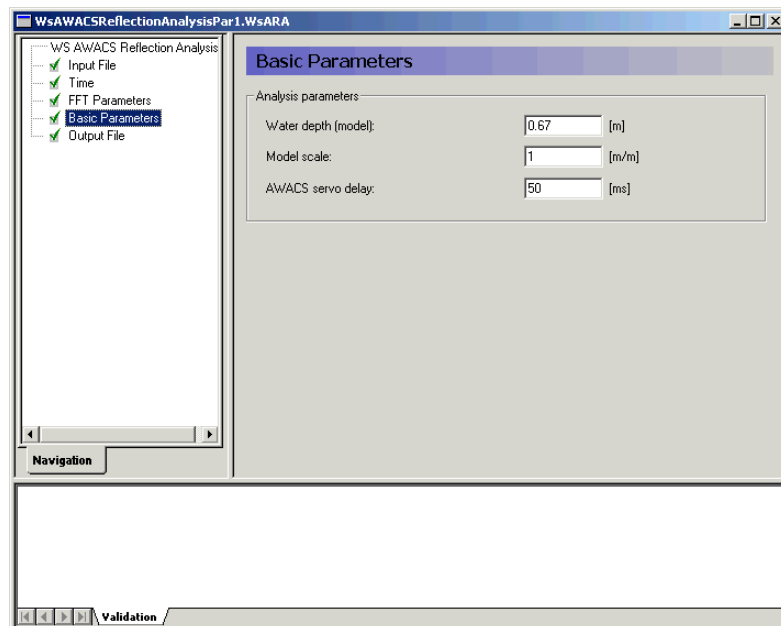 WsAWACSReflectionAnalysisPar1.WsARA
WS AWACS Reflection Analysis
Input File
Time
FFT Parameters
Basic Parameters
Output File
Navigation
Basic Parameters
Analysis parameters
Water depth (model): 0.67 [m]
Model scale: 1 [m/m]
AWACS servo delay: 50 [ms]
Validation